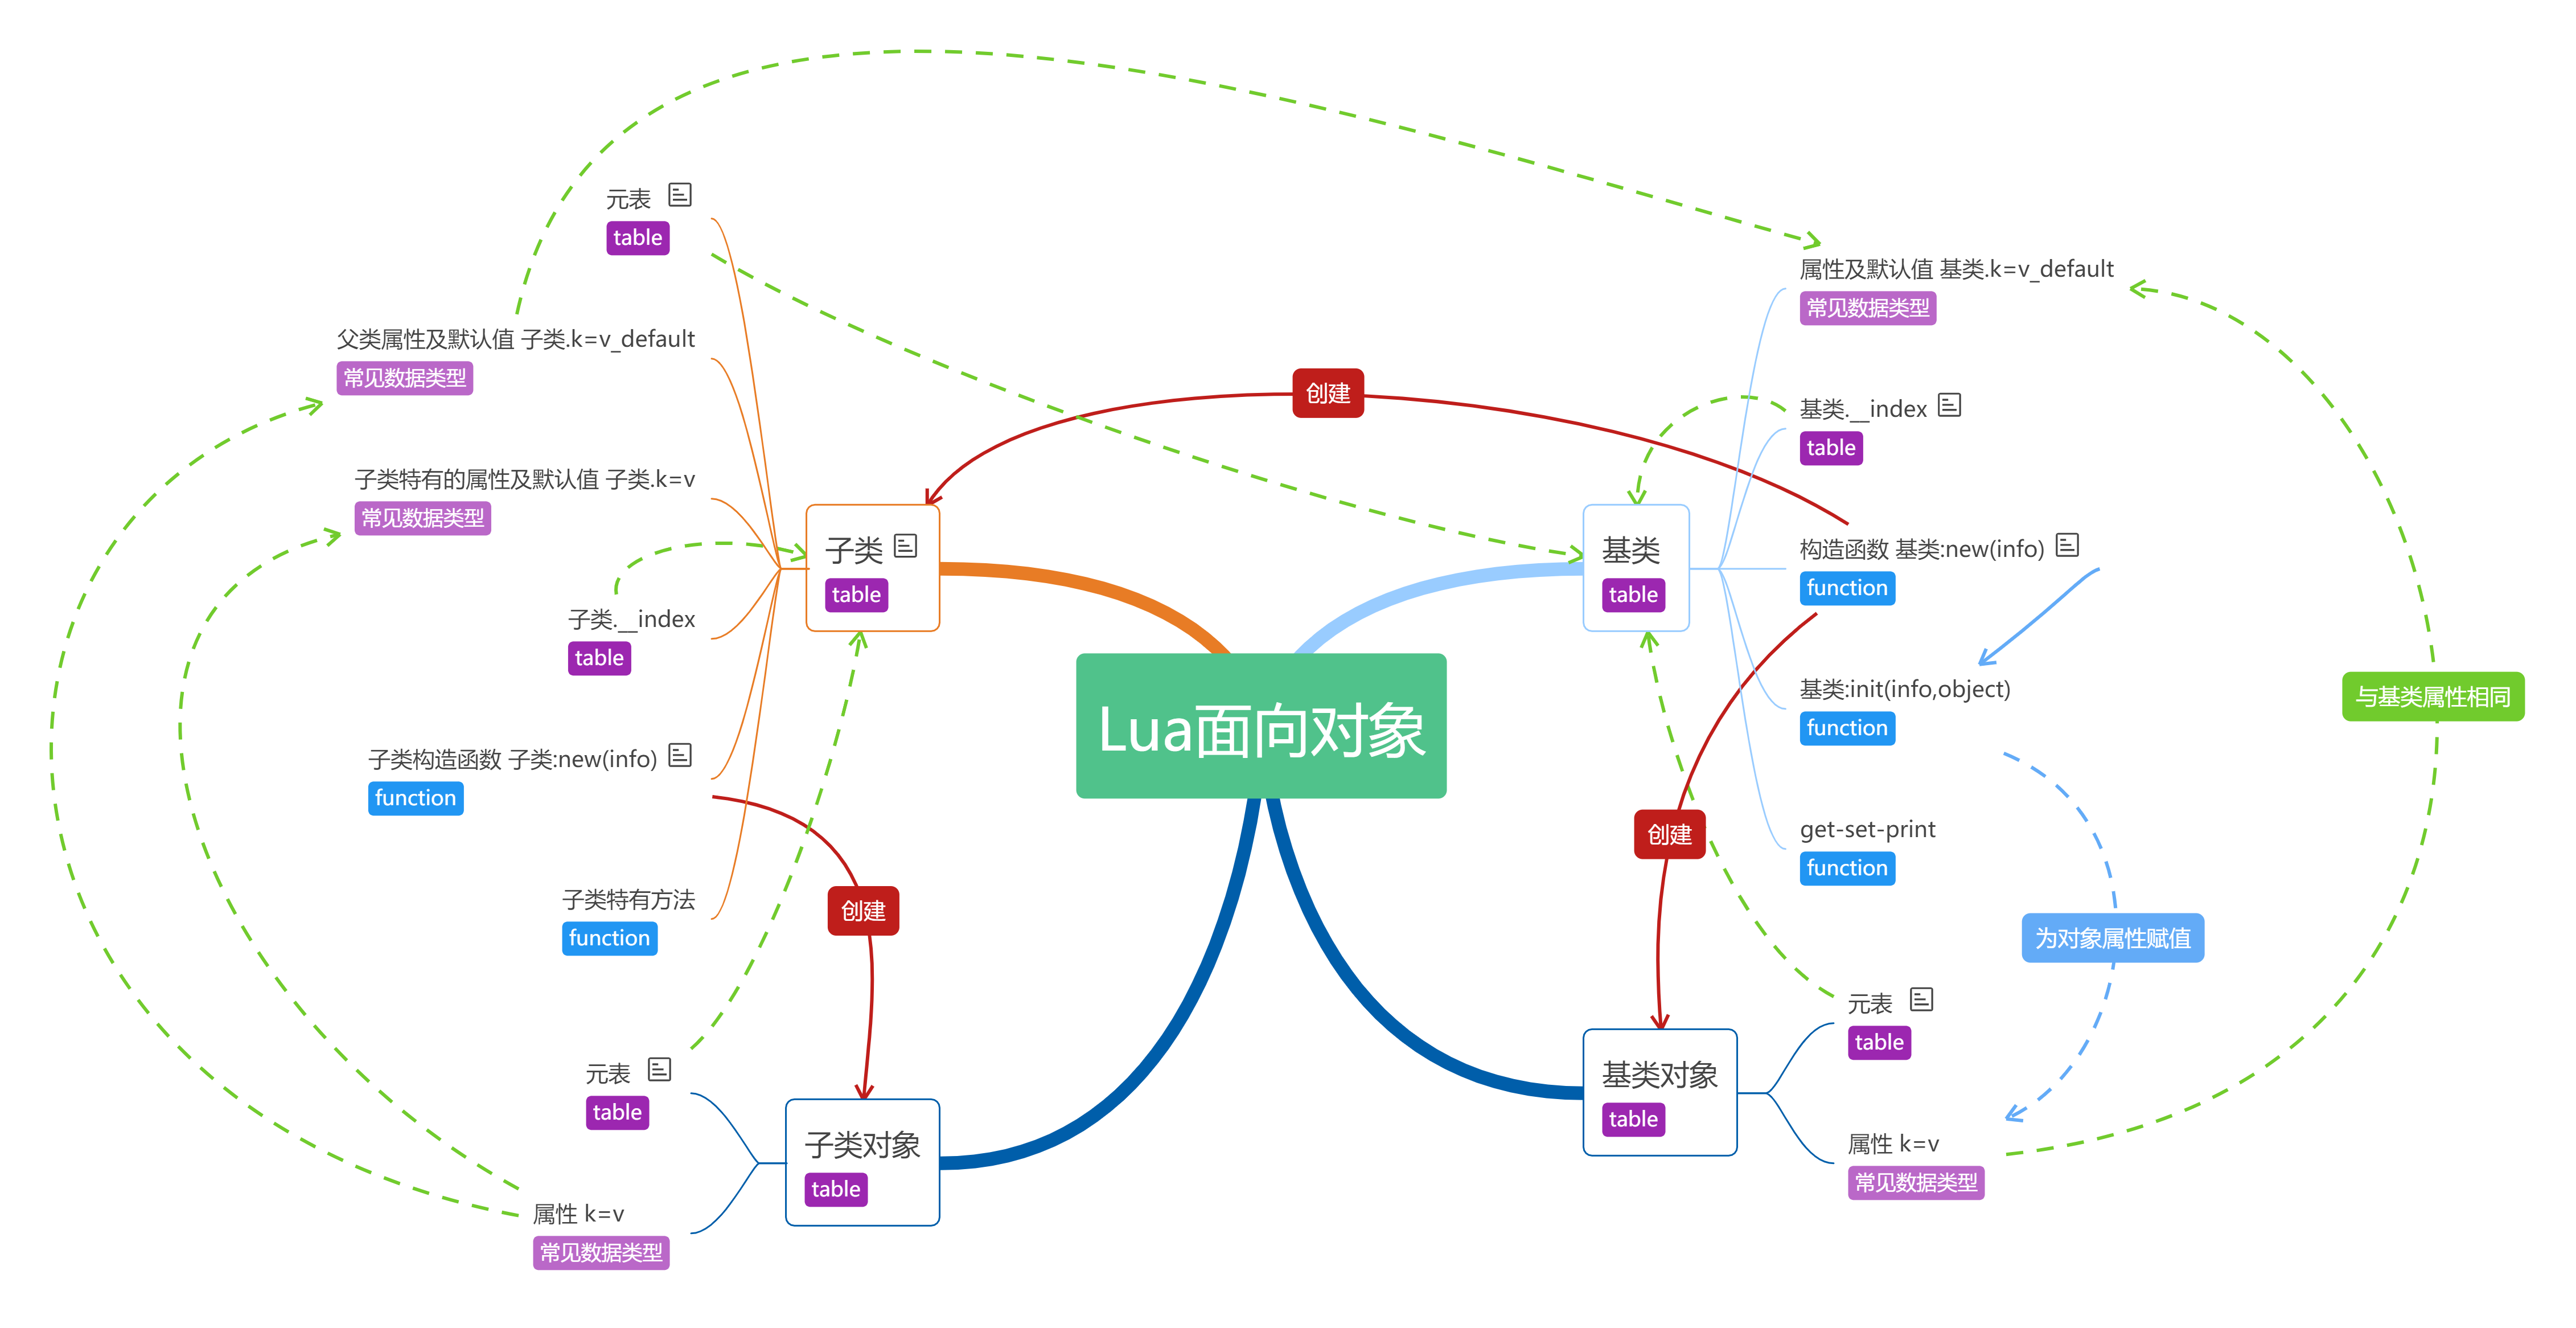 Lua面向对象
基类
table
属性及默认值 基类.k=v_default
常见数据类型
基类.__index
table
构造函数 基类:new(info)
function
基类:init(info,object)
function
get-set-print
function
基类对象
table
元表
table
属性 k=v
常见数据类型
子类
table
元表
table
父类属性及默认值 子类.k=v_default
常见数据类型
子类特有的属性及默认值 子类.k=v
常见数据类型
子类.__index
table
子类构造函数 子类:new(info)
function
子类特有方法
function
子类对象
table
元表
table
属性 k=v
常见数据类型
创建
创建
创建
与基类属性相同
为对象属性赋值